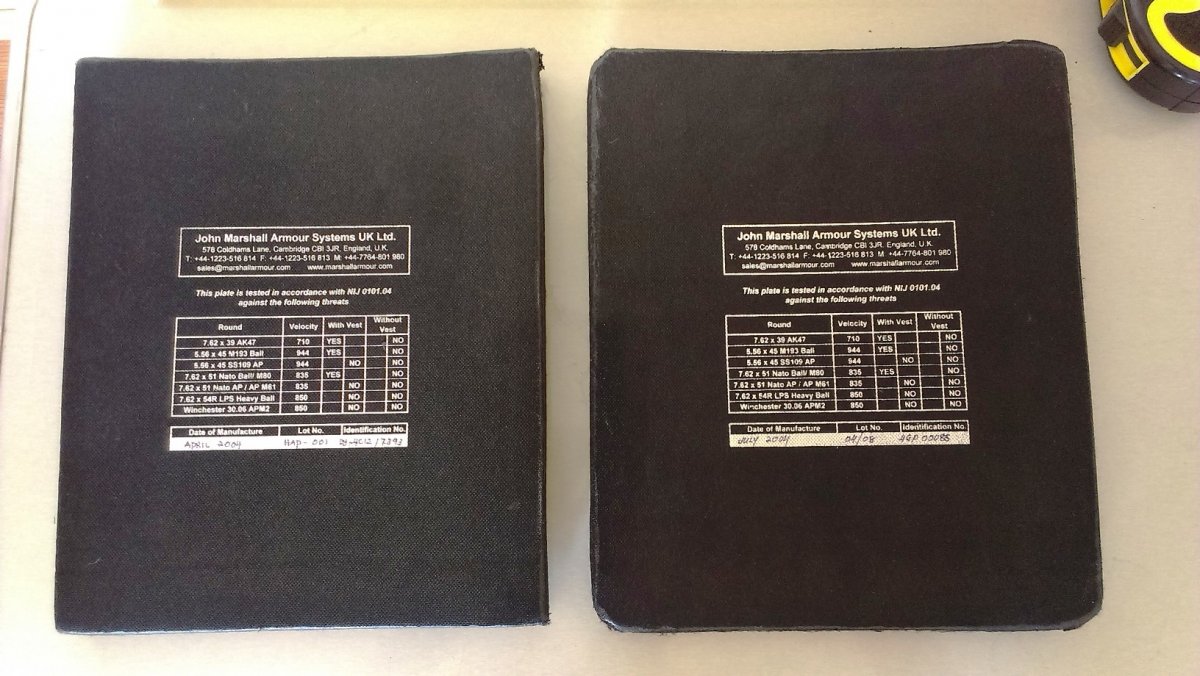 John Marshall Armour Systems UK Ltd.
578 Coldhams Lane, Cambridge CBI 3JR, England, U.K.
T: +44-1223-516 814 F: +44-1223-516 813 M: +44-7764-801 980
sales@marshallarmour.com www.marshallarmour.com
This plate is tested in accordance with NIJ 0101.04
against the following threats
Round Velocity With Vest Without Vest
7.62 x 39 AK47 710 YES NO
5.56 x 45 M193 Ball 944 YES NO
5.56 x 45 SS109 AP 944 NO NO
7.62 x 51 Nato Ball/ M80 835 YES NO
7.62 x 51 Nato AP / AP M61 835 NO NO
7.62 x 54R LPS Heavy Ball 850 NO NO
Winchester 30.06 APM2 850 NO NO
Date of Manufacture Lot No. Identification No.
APRIL 2004 HAP-001
John Marshall Armour Systems UK Ltd.
578 Coldhams Lane, Cambridge CBI 3JR, England, U.K.
T: +44-1223-516 814 F: +44-1223-516 813 M: +44-7764-801 980
sales@marshallarmour.com www.marshallarmour.com
This plate is tested in accordance with NIJ 0101.04
against the following threats
Round Velocity With Vest Without Vest
7.62 x 39 AK47 710 YES NO
5.56 x 45 M193 Ball 944 YES NO
5.56 x 45 SS109 AP 944 NO NO
7.62 x 51 Nato Ball/ M80 835 YES NO
7.62 x 51 Nato AP / AP M61 835 NO NO
7.62 x 54R LPS Heavy Ball 850 NO NO
Winchester 30.06 APM2 850 NO NO
Date of Manufacture Lot No. Identification No.
JULY 2004 04/08